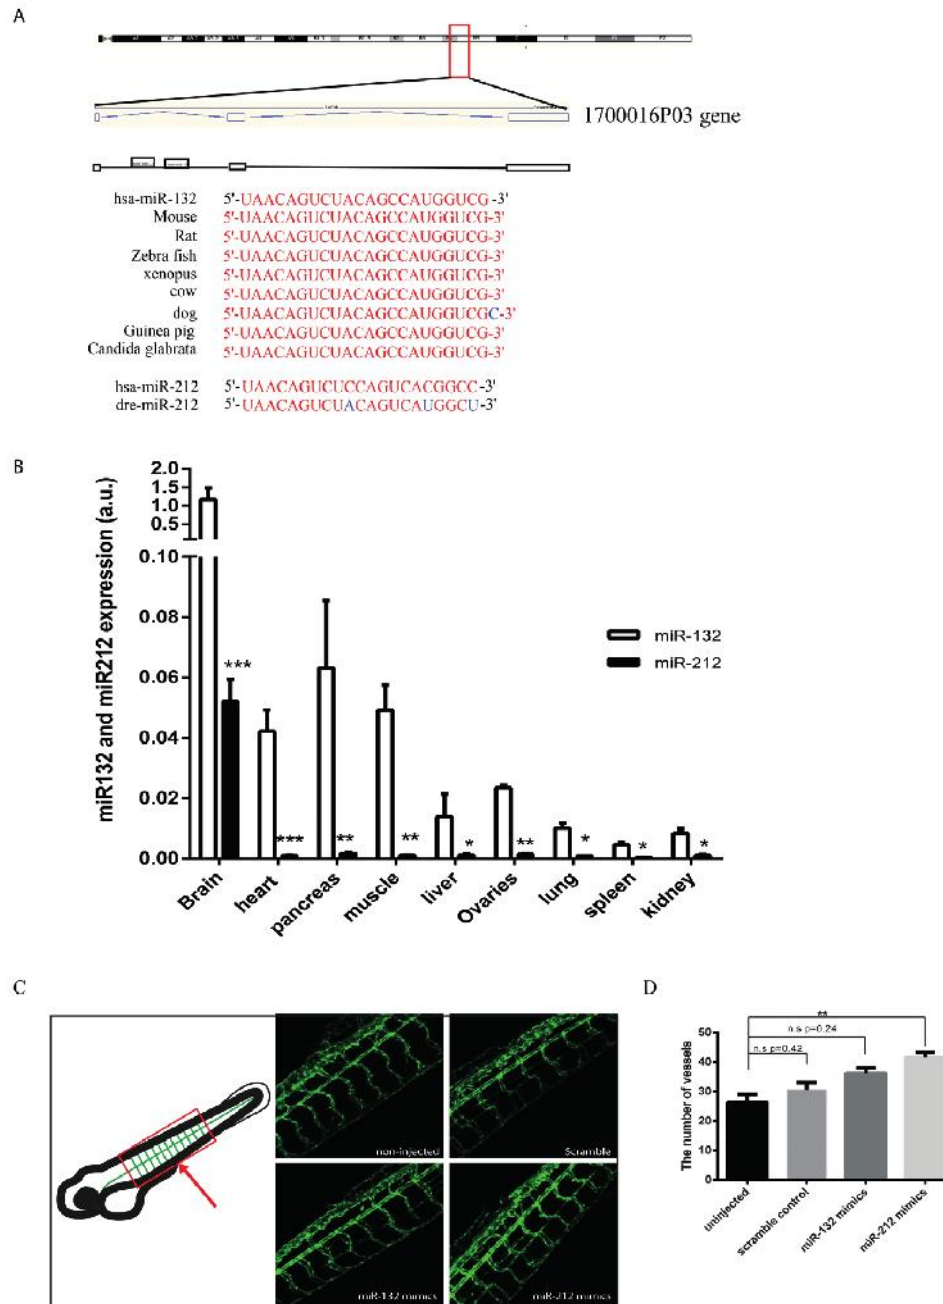 A
1700016P03 gene
hsa-miR-132 5'-UAACAGUCUACAGCCAUGGUCG -3'
Mouse 5'-UAACAGUCUACAGCCAUGGUCG-3'
Rat 5'-UAACAGUCUACAGCCAUGGUCG-3'
Zebra fish 5'-UAACAGUCUACAGCCAUGGUCG-3'
xenopus 5'-UAACAGUCUACAGCCAUGGUCG-3'
cow 5'-UAACAGUCUACAGCCAUGGUCG-3'
dog 5'-UAACAGUCUACAGCCAUGGUCGC-3'
Guinea pig 5'-UAACAGUCUACAGCCAUGGUCG-3'
Candida glabrata 5'-UAACAGUCUACAGCCAUGGUCG-3'
hsa-miR-212 5'-UAACAGUCUCCAGUCACGGCC -3'
dre-miR-212 5'-UAACAGUCUACAGUCAUGGCU-3'
B
miR132 and miR212 expression (a.u.)
2.0
1.5
1.0
0.5
0.10
0.08
0.06
0.04
0.02
0.00
miR-132
miR-212
***
***
**
**
*
**
*
*
*
Brain
heart
pancreas
muscle
liver
Ovaries
lung
spleen
kidney
C
non-injected
Scramble
miR-132 mimics
miR-212 mimics
D
The number of vessels
50
40
30
20
10
0
**
n.s p=0.24
n.s p=0.42
uninjected
scramble control
miR-132 mimics
miR-212 mimics